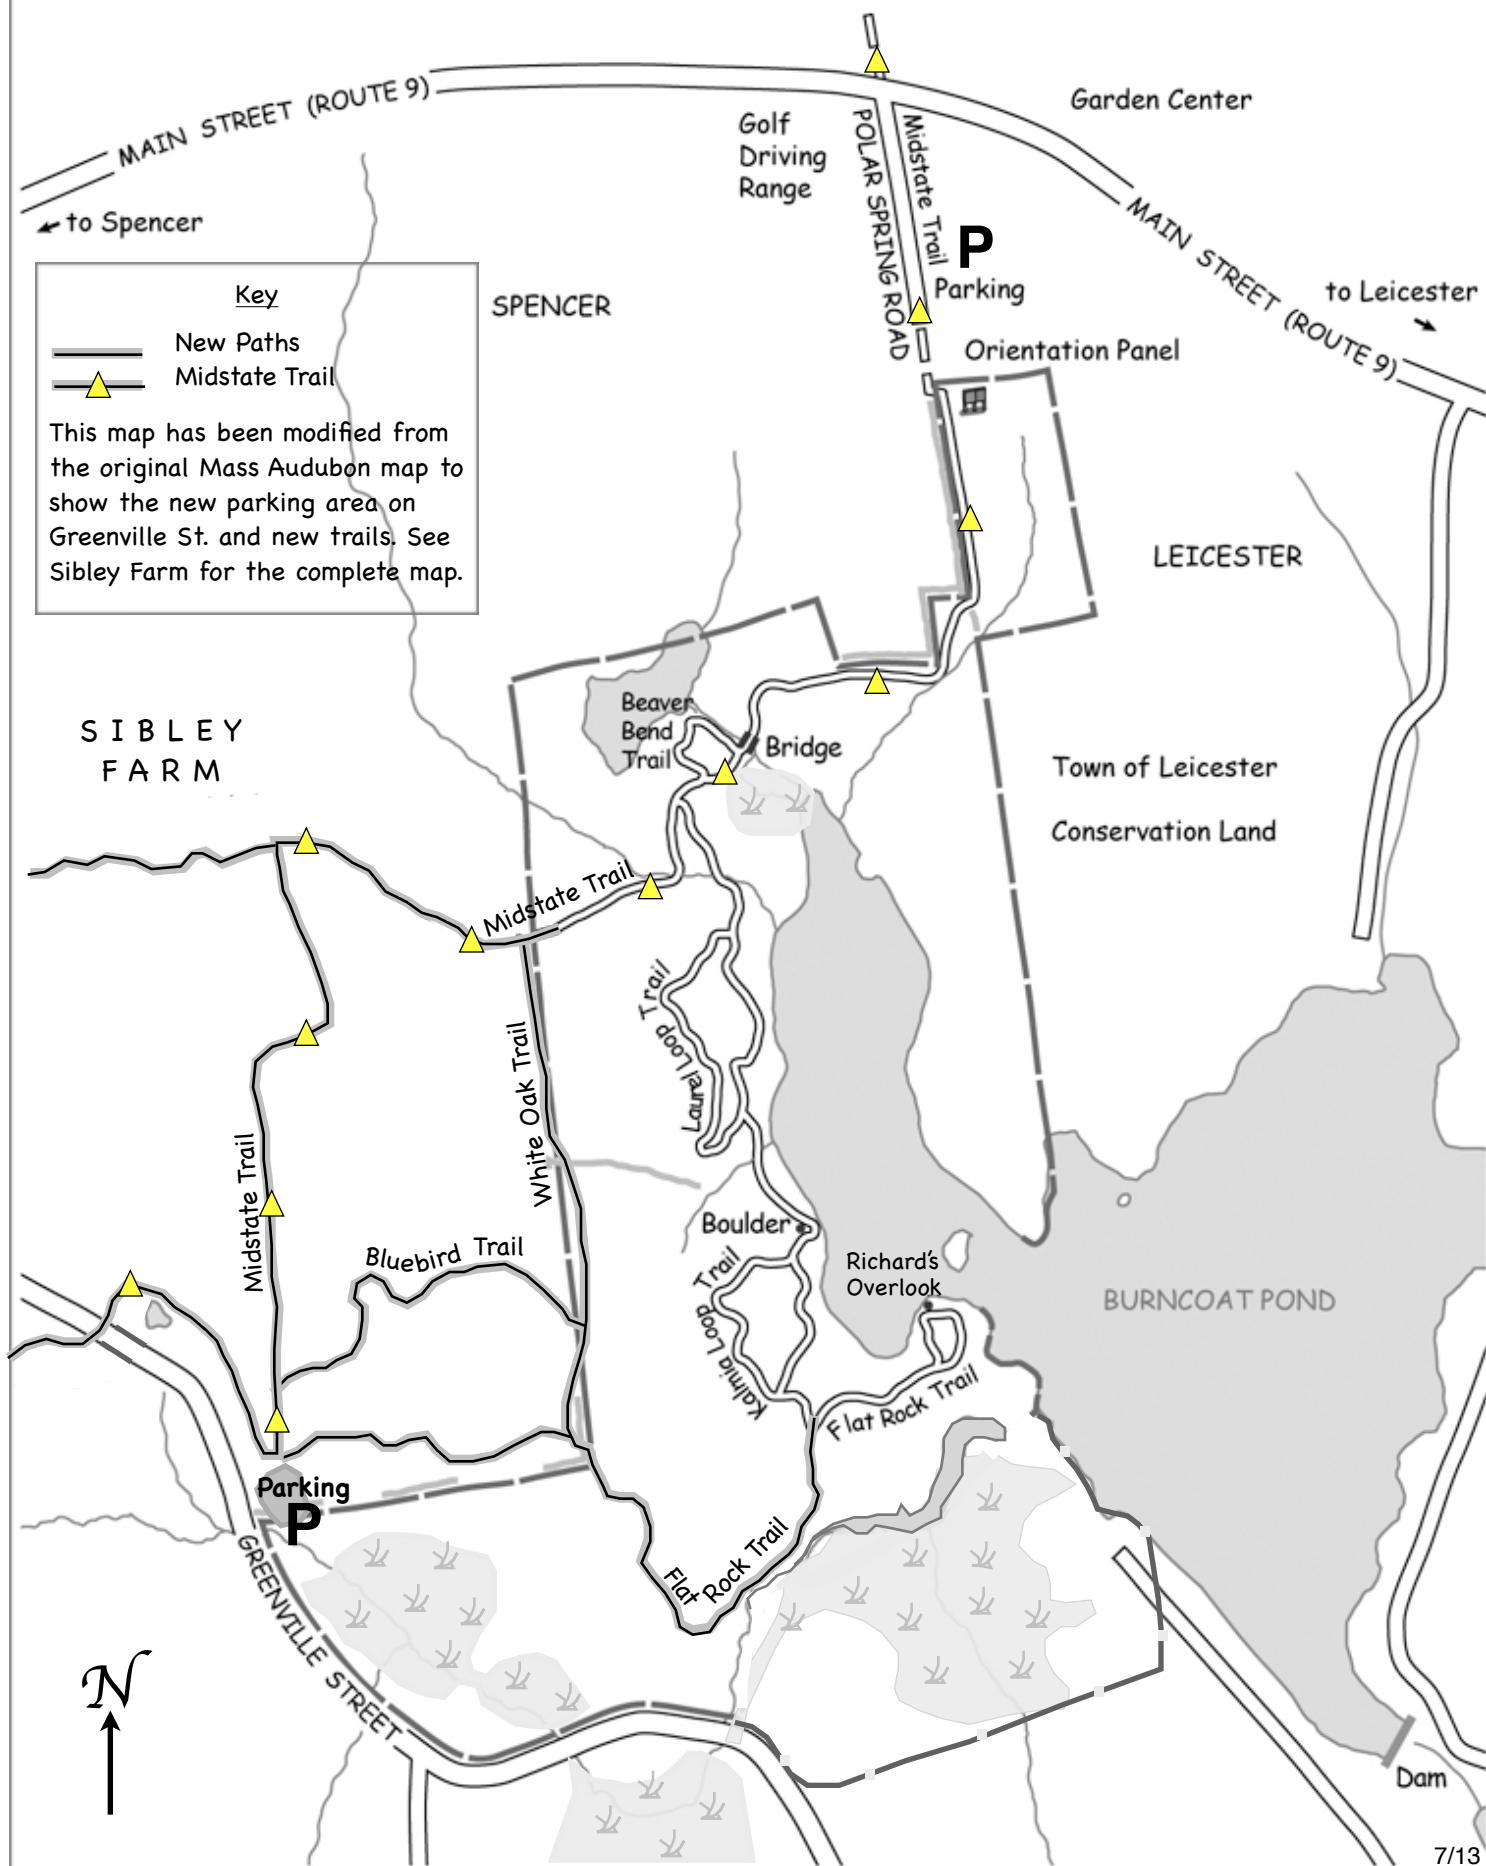 MAIN STREET (ROUTE 9)
Garden Center
Golf
Driving
Range
POLAR SPRING ROAD
Midstate Trail
P
Parking
MAIN STREET (ROUTE 9)
to Spencer
to Leicester
Key
New Paths
Midstate Trail
This map has been modified from
the original Mass Audubon map to
show the new parking area on
Greenville St. and new trails. See
Sibley Farm for the complete map.
SPENCER
Orientation Panel
LEICESTER
Beaver
Bend
Trail
Bridge
SIBLEY
FARM
Town of Leicester
Conservation Land
Midstate Trail
Laurel Loop Trail
White Oak Trail
Midstate Trail
Boulder
Bluebird Trail
Richard's
Overlook
Kalmia Loop Trail
BURNCOAT POND
Flat Rock Trail
Parking
P
Flat Rock Trail
GREENVILLE STREET
N
Dam
7/13